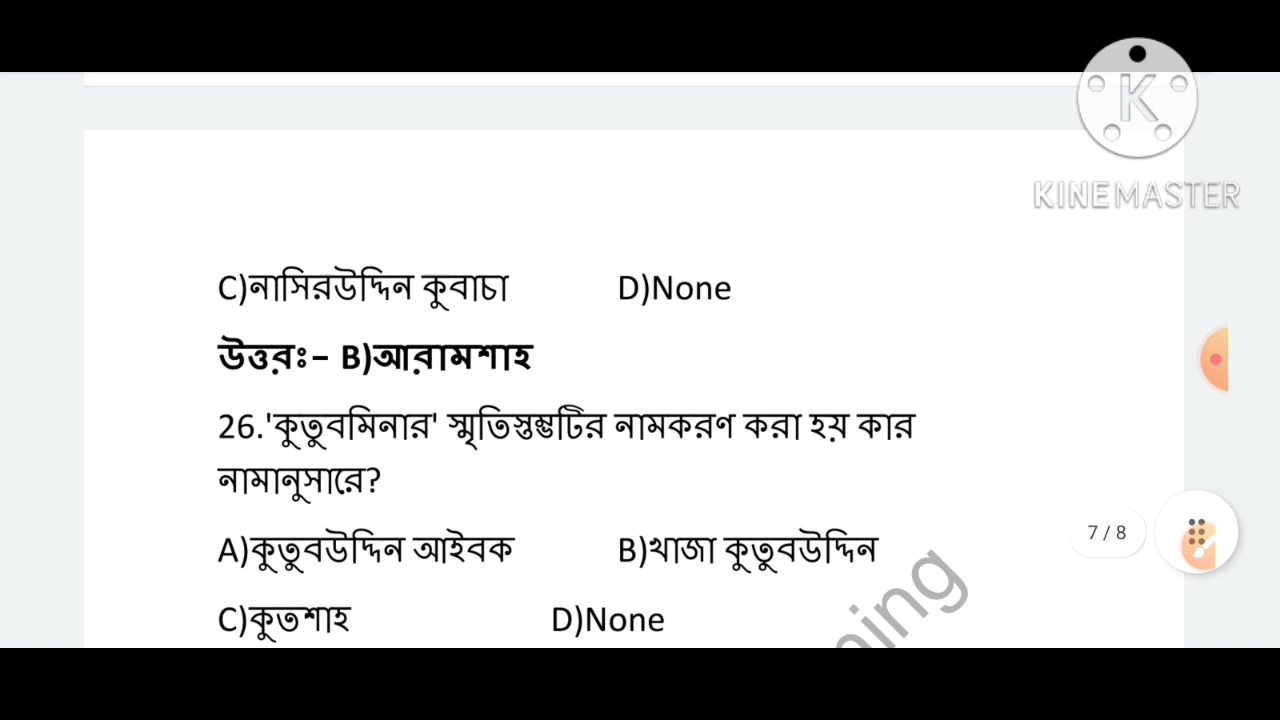 K
KINEMASTER
C)নাসিরউদ্দিন কুবাচা D)None
উত্তরঃ- B)আরামশাহ
26.'কুতুবমিনার' স্মৃতিস্তম্ভটির নামকরণ করা হয় কার
নামানুসারে?
A)কুতুবউদ্দিন আইবক B)খাজা কুতুবউদ্দিন
7 / 8
C)কুতশাহ D)None